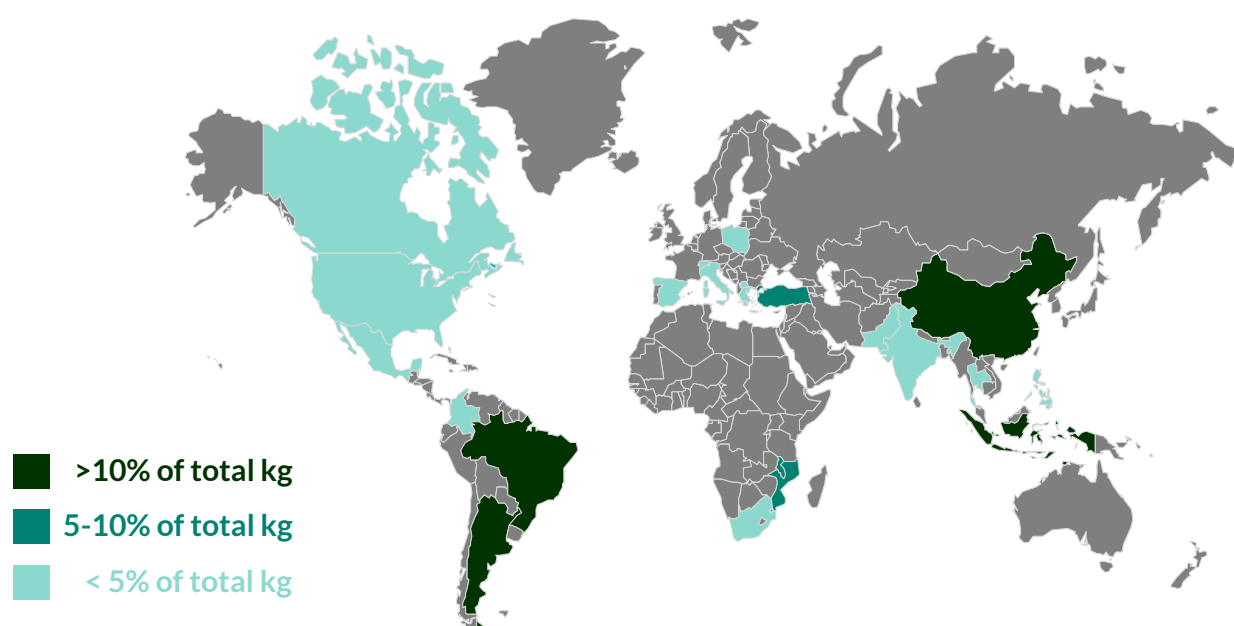 >10% of total kg
5-10% of total kg
< 5% of total kg